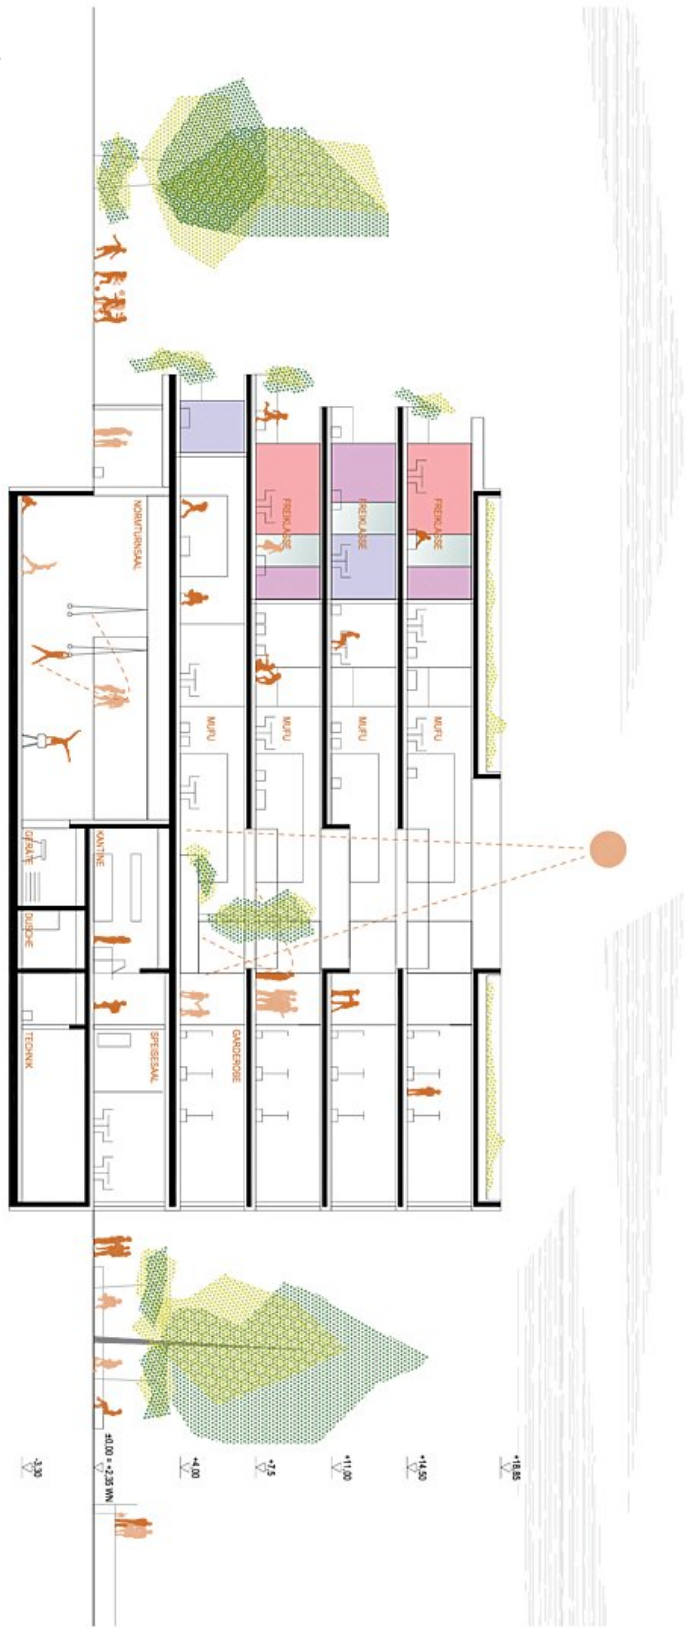 +18,85
FREIKLASSE
MUFU
+14,50
FREIKLASSE
+11,00
FREIKLASSE
MUFU
+7,5
MUFU
GARDEROBE
+4,00
NORMTURNSAAL
KANTINE
SPEISESAAL
±0,00 = +2,35 WN
GERÄTE
DUSCHE
TECHNIK
-3,30